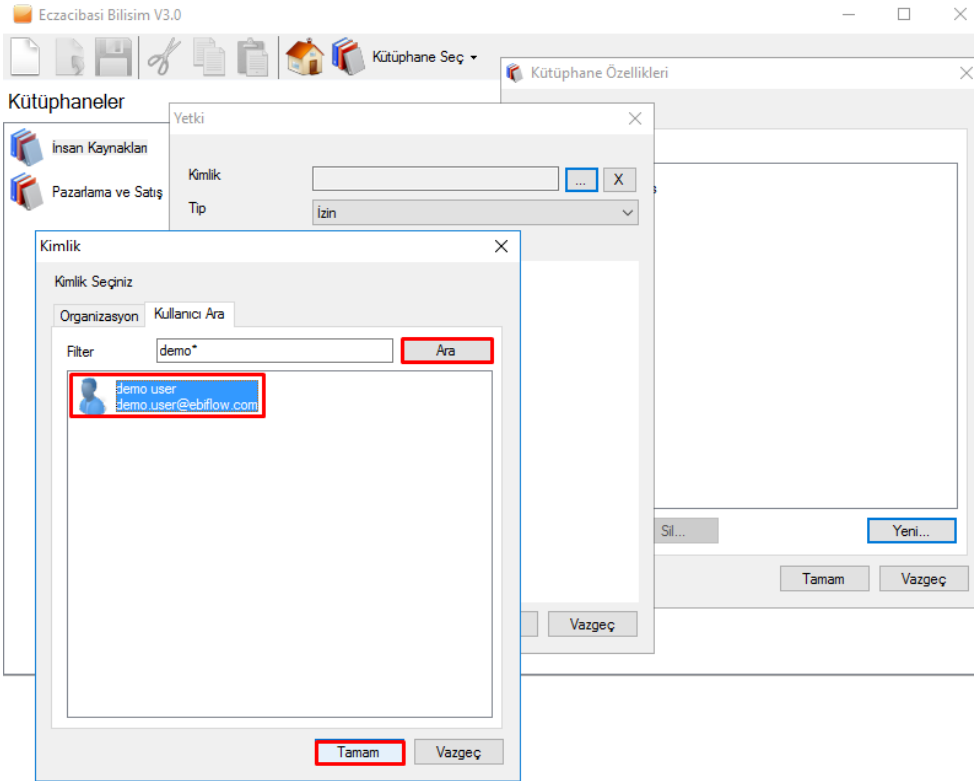 Eczacibasi Bilisim V3.0
Kütüphane Seç
Kütüphane Özellikleri
Kütüphaneler
İnsan Kaynakları
Pazarlama ve Satış
Yetki
Kimlik
...
X
Tip
İzin
Kimlik
Kimlik Seçiniz
Organizasyon
Kullanıcı Ara
Filter
demo*
Ara
demo user
demo.user@ebiflow.com
Tamam
Vazgeç
Vazgeç
Sil...
Yeni...
Tamam
Vazgeç